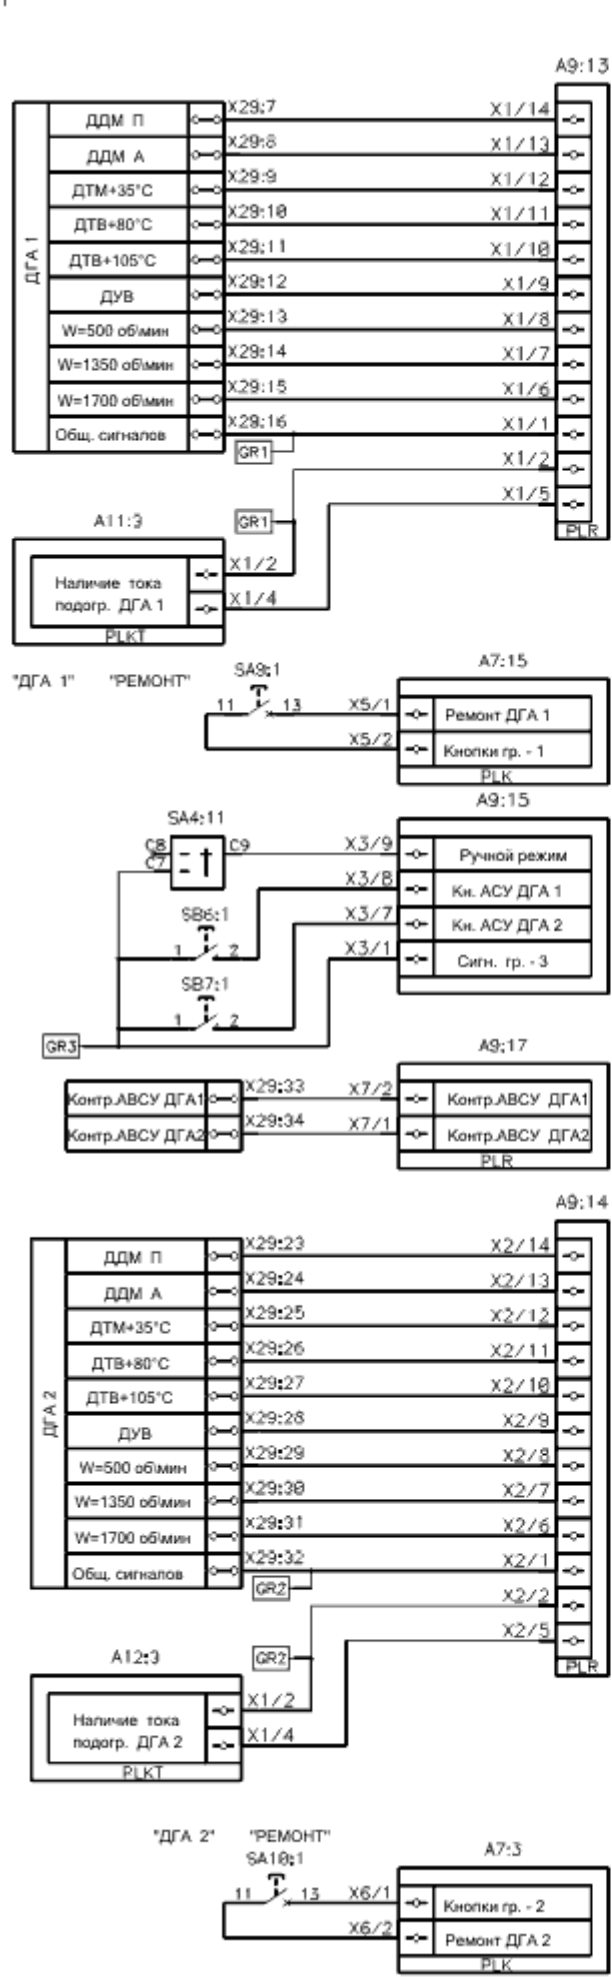 A9:13
ДГА 1
ДДМ П X29:7 X1/14
ДДМ А X29:8 X1/13
ДТМ+35°С X29:9 X1/12
ДТВ+80°С X29:10 X1/11
ДТВ+105°С X29:11 X1/10
ДУВ X29:12 X1/9
W=500 об\мин X29:13 X1/8
W=1350 об\мин X29:14 X1/7
W=1700 об\мин X29:15 X1/6
Общ. сигналов X29:16 X1/1
GR1
X1/2
X1/5
PLR
A11:3
GR1
Наличие тока X1/2
подогр. ДГА 1 X1/4
PLKT
"ДГА 1" "РЕМОНТ"
SA9:1
11 13
A7:15
X5/1 Ремонт ДГА 1
X5/2 Кнопки гр. - 1
PLK
SA4:11
C8
C7
C9
A9:15
X3/9 Ручной режим
X3/8 Кн. АСУ ДГА 1
X3/7 Кн. АСУ ДГА 2
X3/1 Сигн. гр. - 3
SB6:1
1 2
SB7:1
1 2
GR3
A9:17
Контр.АВСУ ДГА1 X29:33 X7/2 Контр.АВСУ ДГА1
Контр.АВСУ ДГА2 X29:34 X7/1 Контр.АВСУ ДГА2
PLR
A9:14
ДГА 2
ДДМ П X29:23 X2/14
ДДМ А X29:24 X2/13
ДТМ+35°С X29:25 X2/12
ДТВ+80°С X29:26 X2/11
ДТВ+105°С X29:27 X2/10
ДУВ X29:28 X2/9
W=500 об\мин X29:29 X2/8
W=1350 об\мин X29:30 X2/7
W=1700 об\мин X29:31 X2/6
Общ. сигналов X29:32 X2/1
GR2
X2/2
X2/5
PLR
A12:3
GR2
Наличие тока X1/2
подогр. ДГА 2 X1/4
PLKT
"ДГА 2" "РЕМОНТ"
SA10:1
11 13
A7:3
X6/1 Кнопки гр. - 2
X6/2 Ремонт ДГА 2
PLK